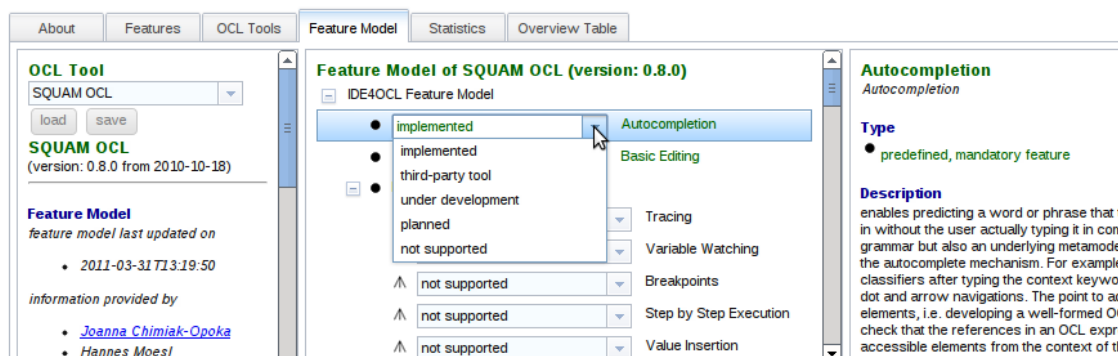 About Features OCL Tools Feature Model Statistics Overview Table
OCL Tool
SQUAM OCL
load save
SQUAM OCL
(version: 0.8.0 from 2010-10-18)
Feature Model
feature model last updated on
2011-03-31T13:19:50
information provided by
Joanna Chimiak-Opoka
Hannes Moesl
Feature Model of SQUAM OCL (version: 0.8.0)
IDE4OCL Feature Model
implemented Autocompletion
implemented Basic Editing
third-party tool
under development
planned Tracing
not supported Variable Watching
not supported Breakpoints
not supported Step by Step Execution
not supported Value Insertion
Autocompletion
Autocompletion
Type
predefined, mandatory feature
Description
enables predicting a word or phrase that
in without the user actually typing it in
grammar but also an underlying
the autocomplete mechanism. For
classifiers after typing the context
dot and arrow navigations. The point to
elements, i.e. developing a well-formed
check that the references in an OCL
accessible elements from the context of